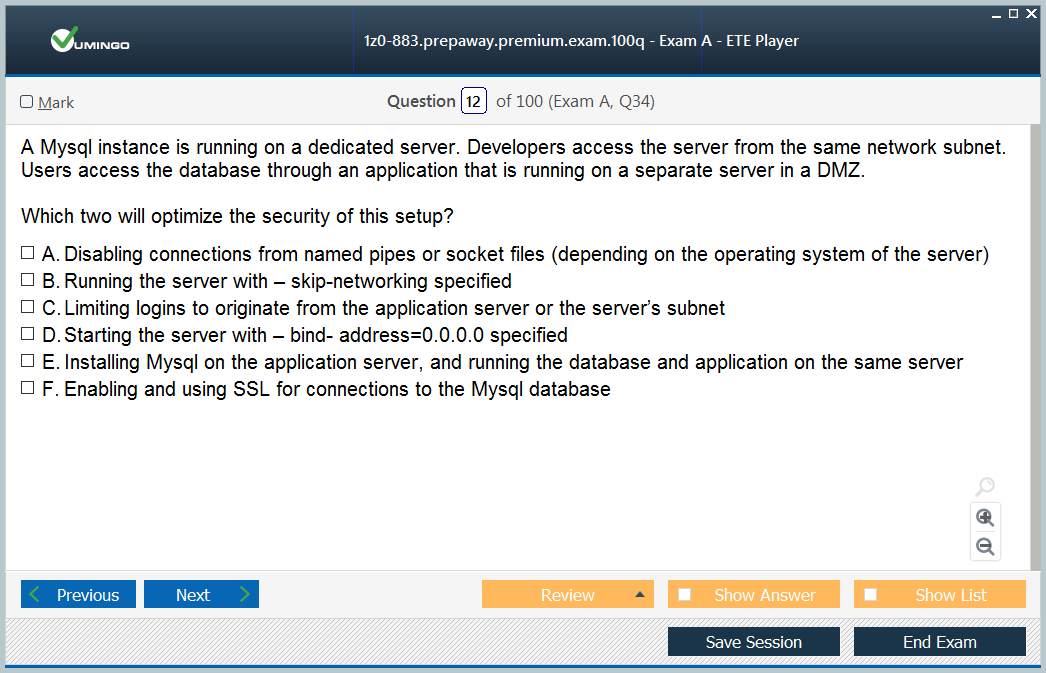 VUMINGO
1z0-883.prepaway.premium.exam.100q - Exam A - ETE Player
Mark
Question 12 of 100 (Exam A, Q34)
A Mysql instance is running on a dedicated server. Developers access the server from the same network subnet.
Users access the database through an application that is running on a separate server in a DMZ.
Which two will optimize the security of this setup?
A. Disabling connections from named pipes or socket files (depending on the operating system of the server)
B. Running the server with – skip-networking specified
C. Limiting logins to originate from the application server or the server’s subnet
D. Starting the server with – bind- address=0.0.0.0 specified
E. Installing Mysql on the application server, and running the database and application on the same server
F. Enabling and using SSL for connections to the Mysql database
Previous Next Review Show Answer Show List
Save Session End Exam